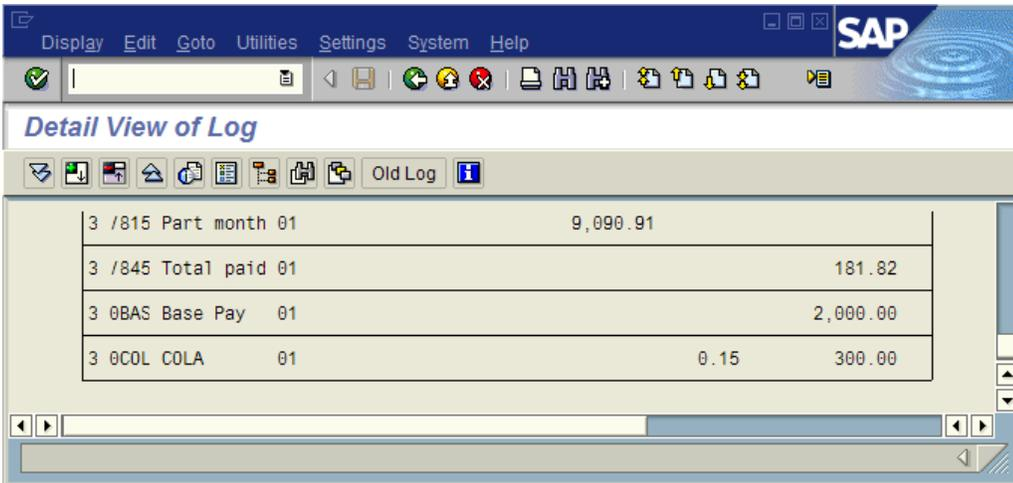 Display Edit Goto Utilities Settings System Help
SAP
Detail View of Log
Old Log
3 /815 Part month 01 9,090.91
3 /845 Total paid 01 181.82
3 0BAS Base Pay 01 2,000.00
3 0COL COLA 01 0.15 300.00